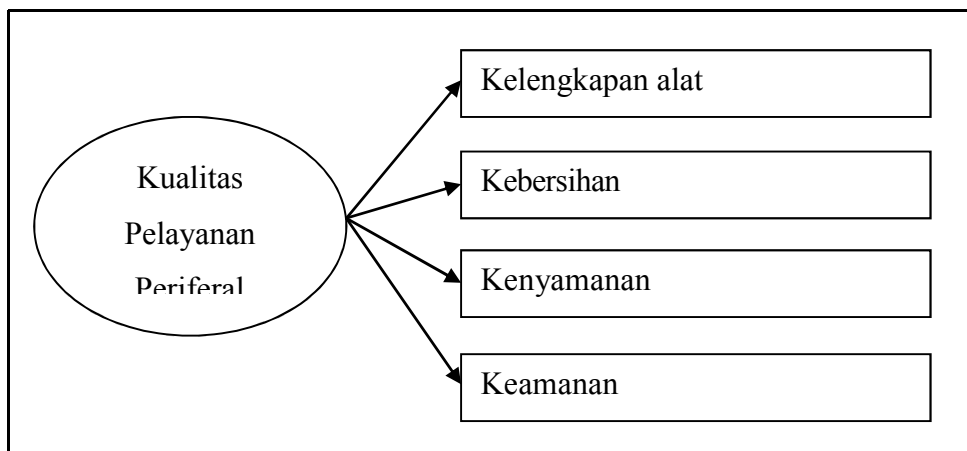 Kualitas
Pelayanan
Periferal
Kelengkapan alat
Kebersihan
Kenyamanan
Keamanan